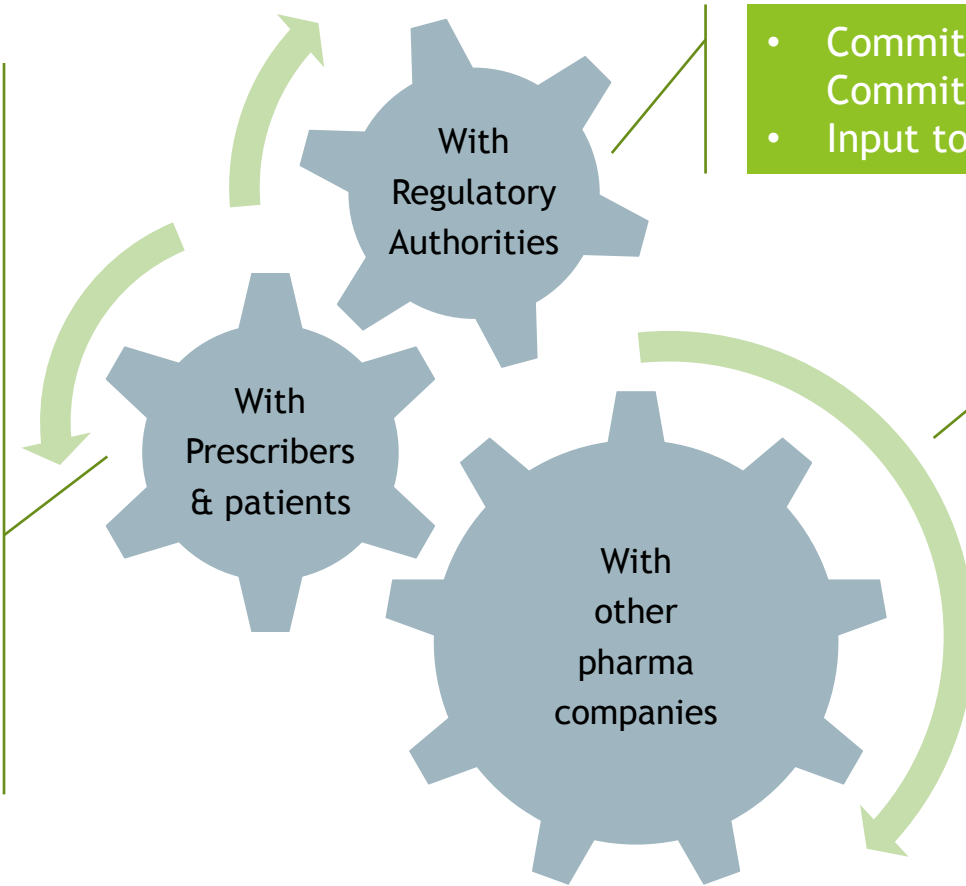 With
Regulatory
Authorities
• Commit
Commit
• Input to
With
Prescribers
& patients
With
other
pharma
companies